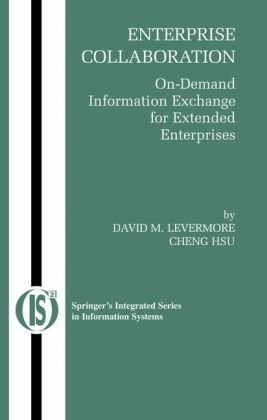 ENTERPRISE
COLLABORATION
On-Demand
Information Exchange
for Extended
Enterprises
by
DAVID M. LEVERMORE
CHENG HSU
(IS)2
Springer's Integrated Series
in Information Systems